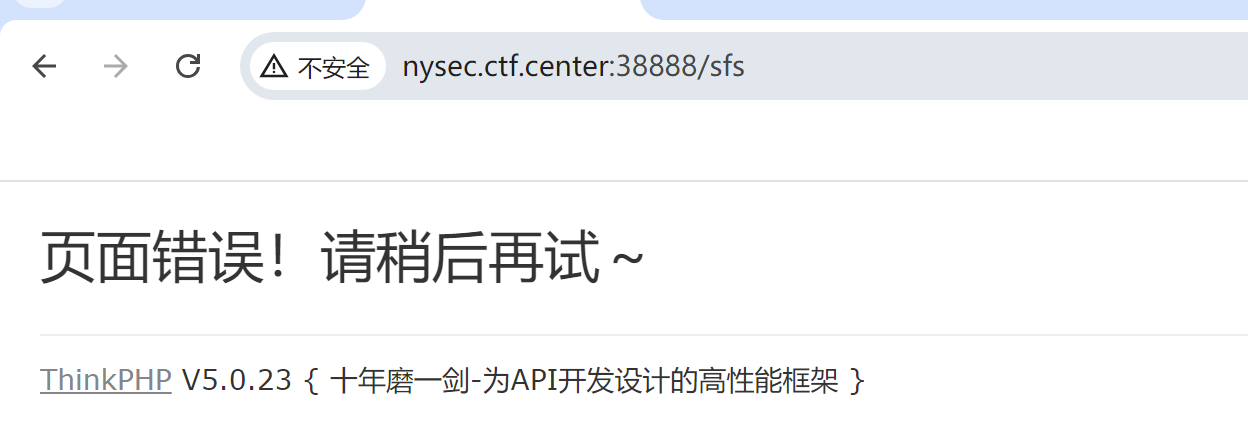 不安全 nysec.ctf.center:38888/sfs
页面错误！请稍后再试～
ThinkPHP V5.0.23 { 十年磨一剑-为API开发设计的高性能框架 }